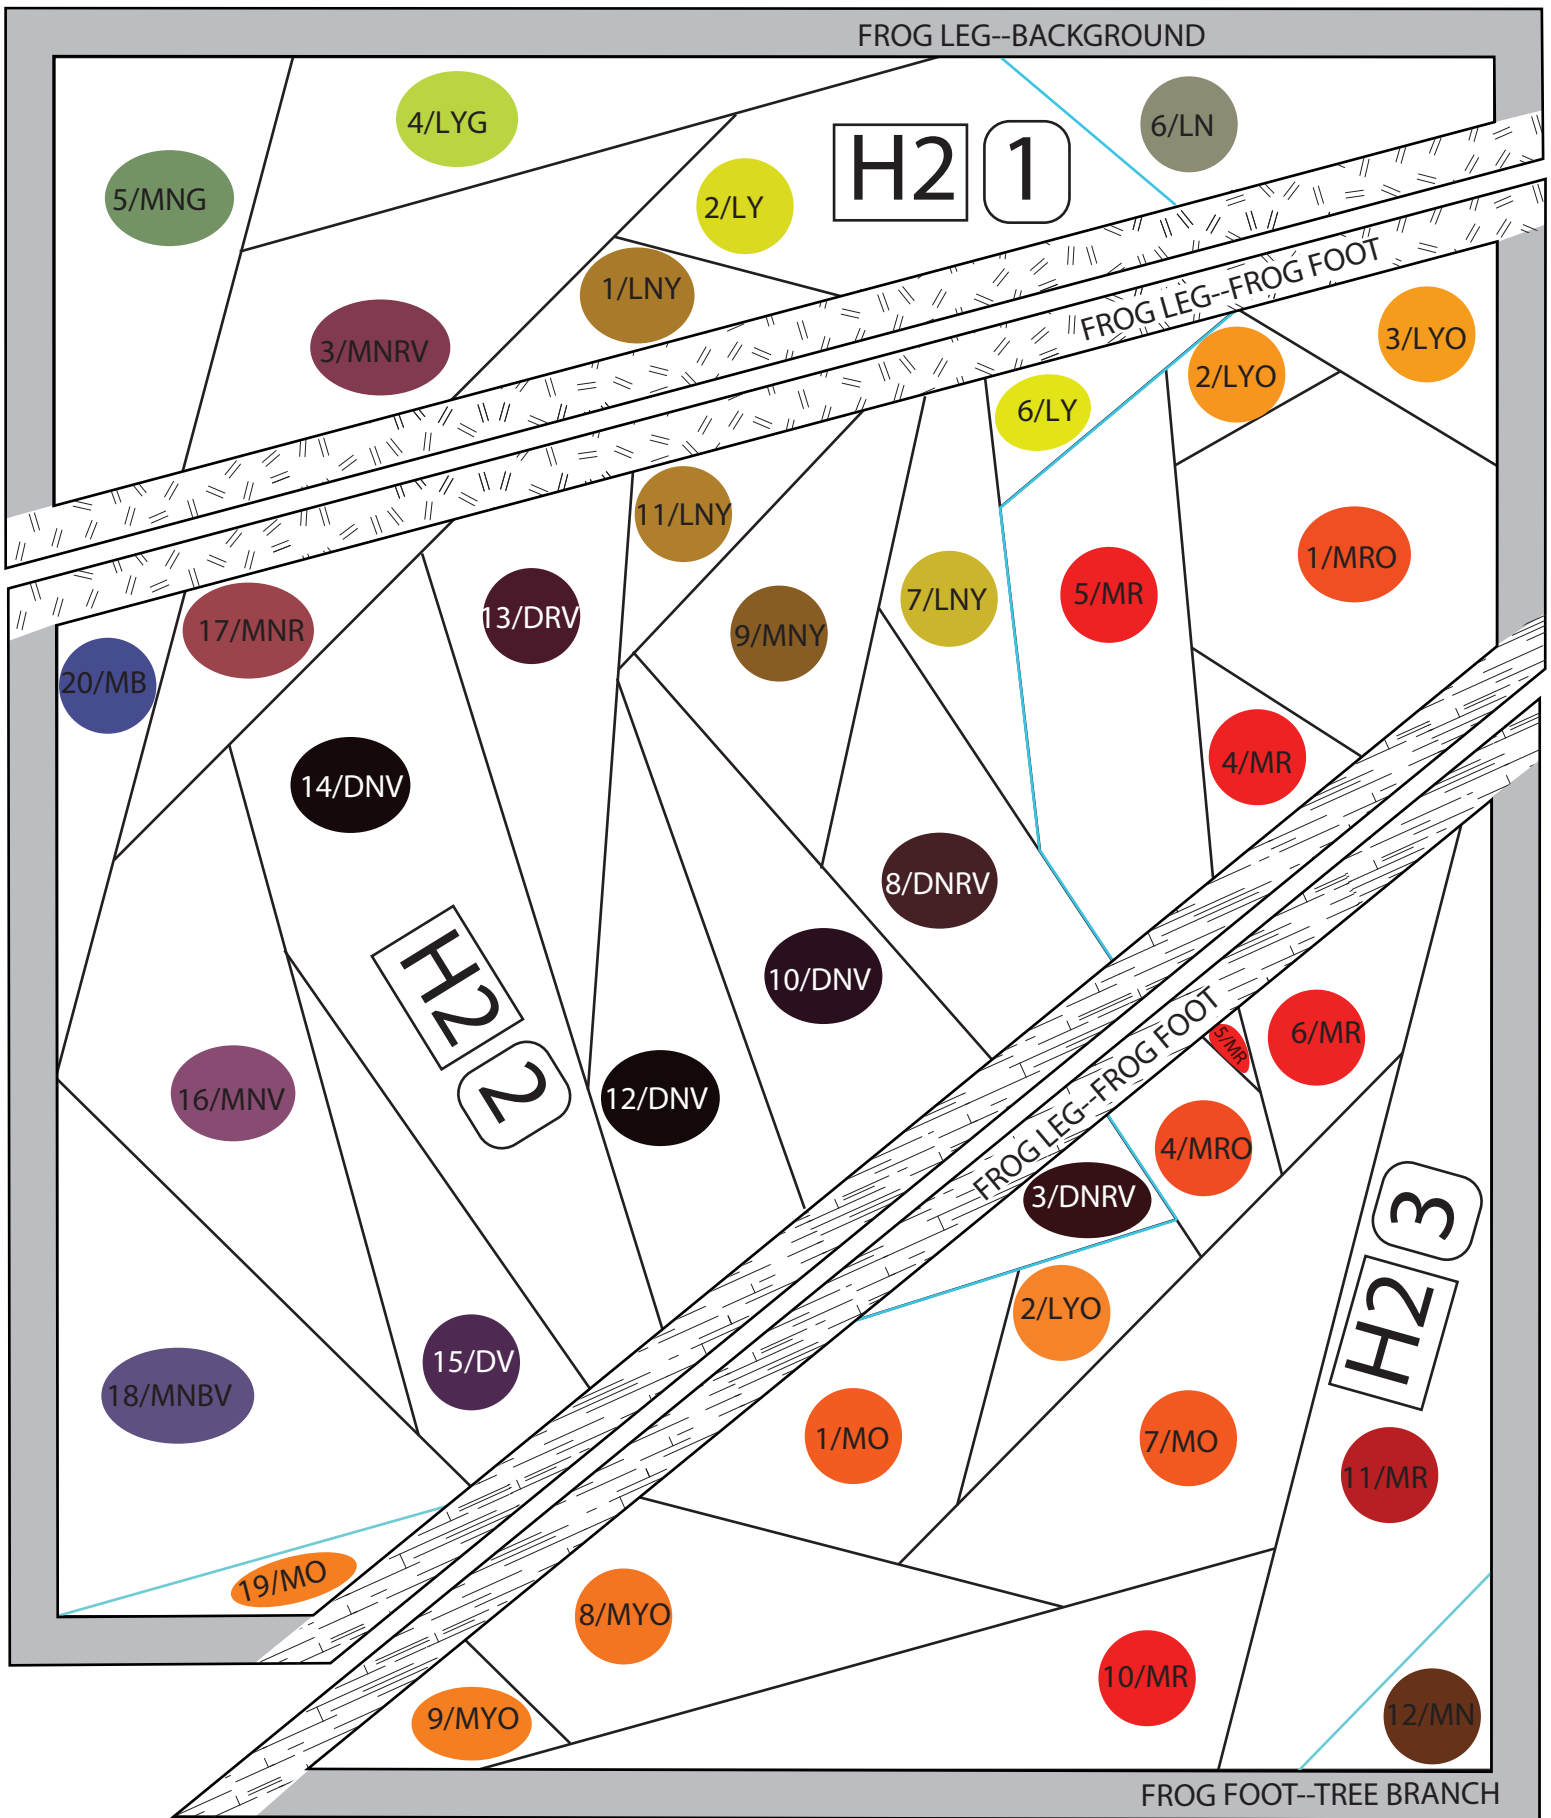 FROG LEG--BACKGROUND
4/LYG
6/LN
H2 1
5/MNG
2/LY
1/LNY
3/MNRV
FROG LEG--FROG FOOT
3/LYO
2/LYO
6/LY
11/LNY
1/MRO
5/MR
7/LNY
13/DRV
17/MNR
9/MNY
20/MB
4/MR
14/DNV
8/DNRV
10/DNV
H2 2
12/DNV
16/MNV
15/DV
18/MNBV
19/MO
FROG LEG--FROG FOOT
5/MR
6/MR
4/MRO
3/DNRV
H2 3
2/LYO
1/MO
7/MO
11/MR
8/MYO
10/MR
9/MYO
12/MN
FROG FOOT--TREE BRANCH